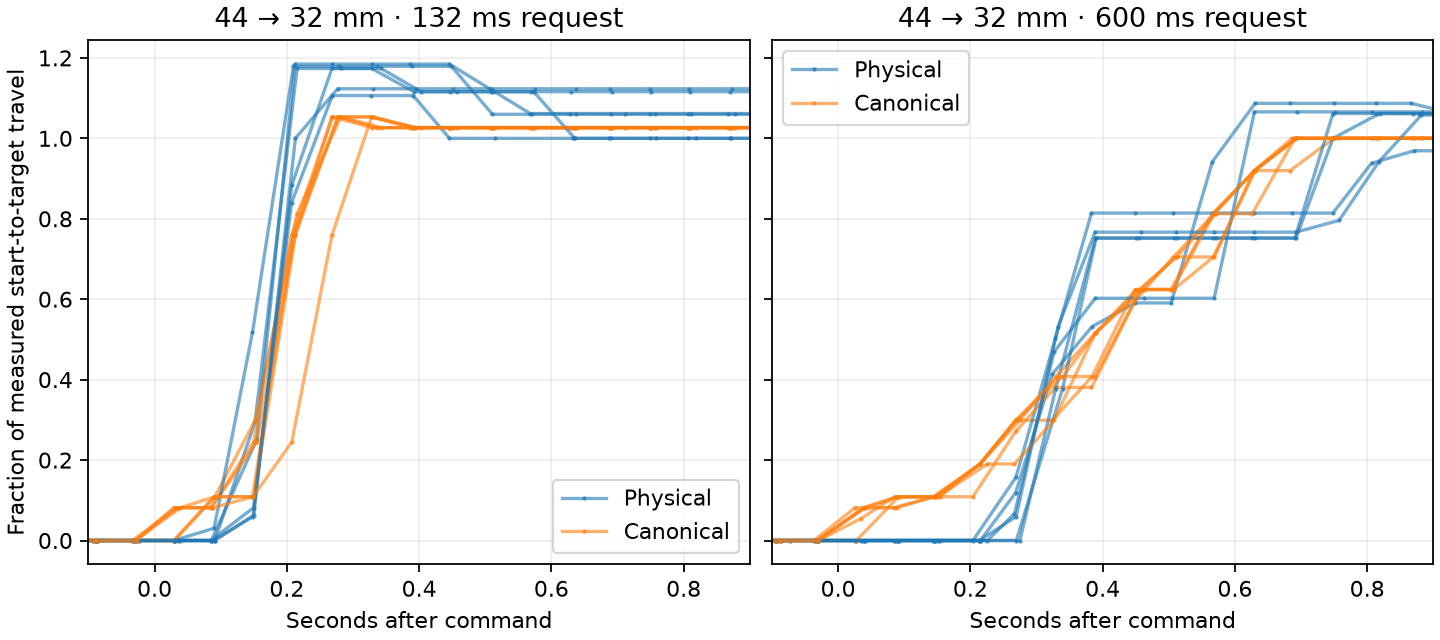 44 → 32 mm · 132 ms request
44 → 32 mm · 600 ms request
Fraction of measured start-to-target travel
1.2
1.0
0.8
0.6
0.4
0.2
0.0
Physical
Canonical
Physical
Canonical
0.0 0.2 0.4 0.6 0.8
0.0 0.2 0.4 0.6 0.8
Seconds after command
Seconds after command